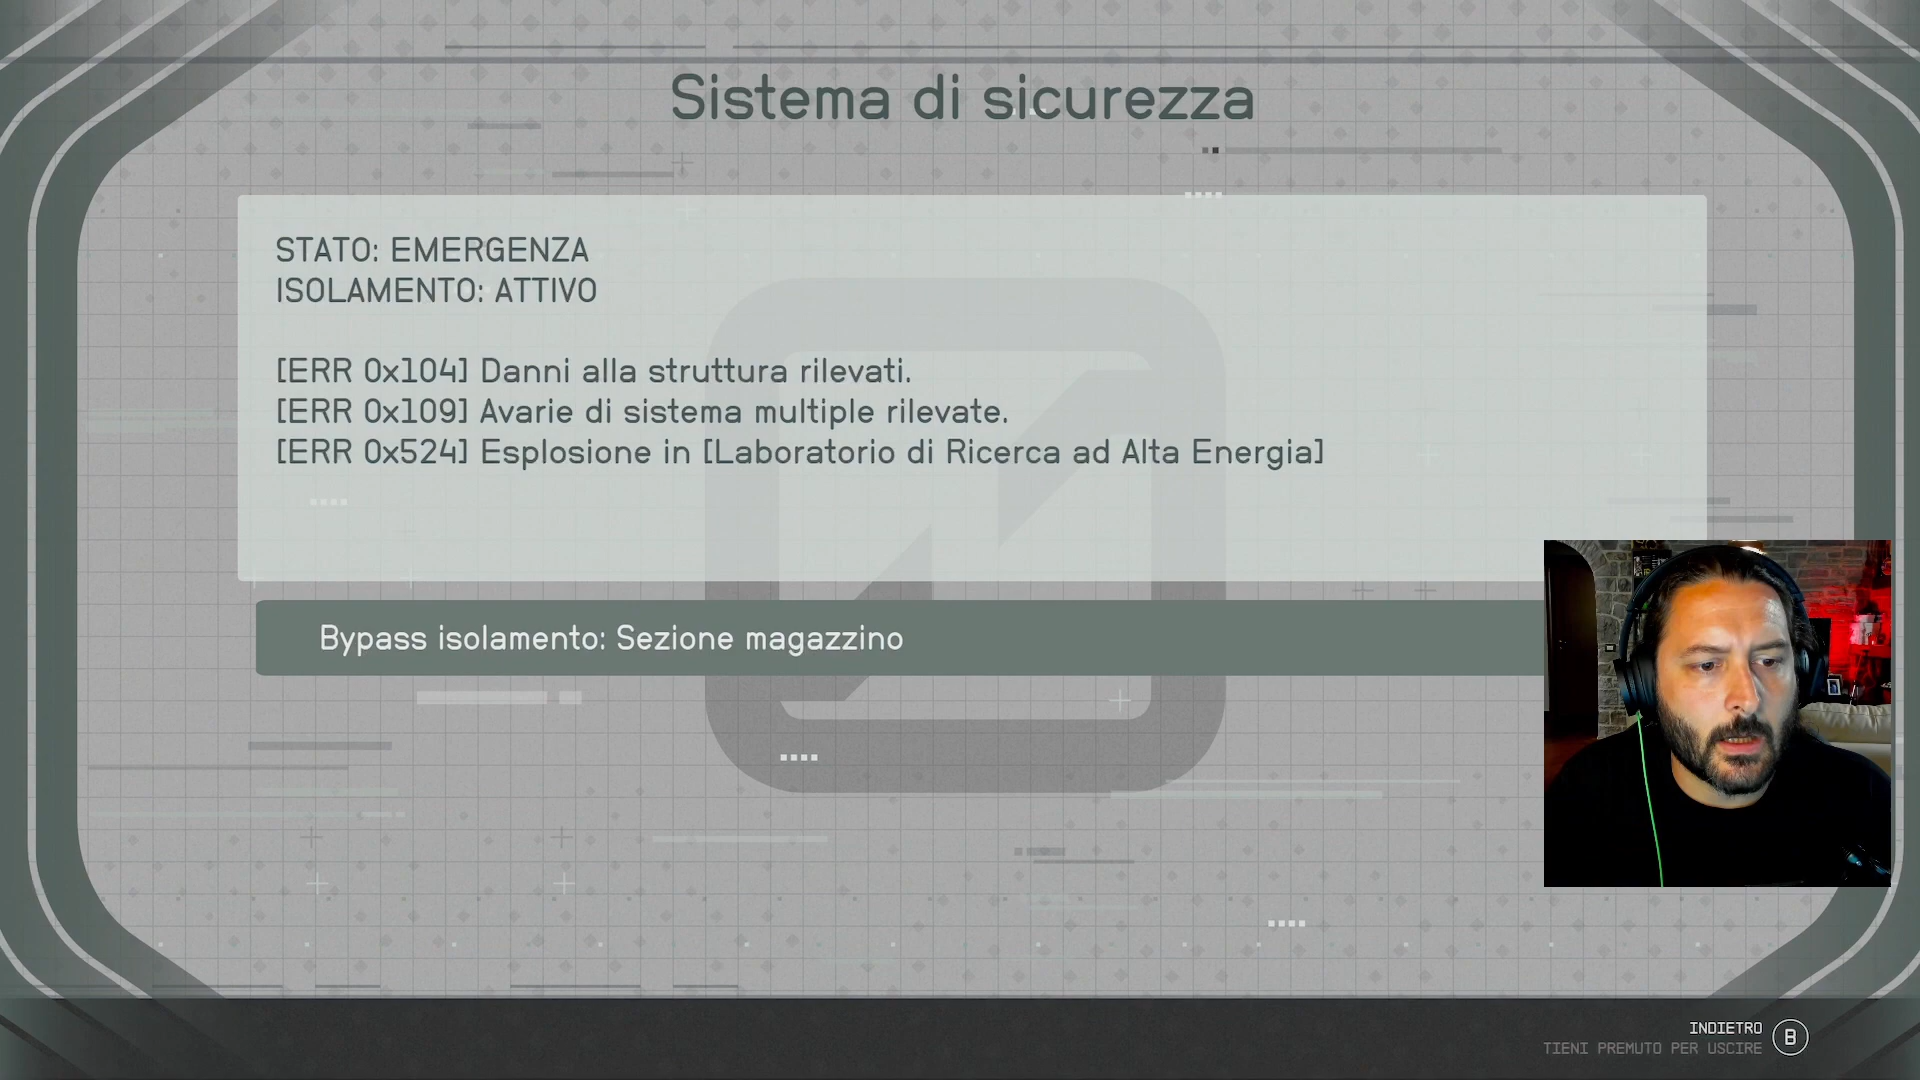 Sistema di sicurezza
STATO: EMERGENZA
ISOLAMENTO: ATTIVO
[ERR 0x104] Danni alla struttura rilevati.
[ERR 0x109] Avarie di sistema multiple rilevate.
[ERR 0x524] Esplosione in [Laboratorio di Ricerca ad Alta Energia]
Bypass isolamento: Sezione magazzino
INDIETRO
B
TIENI PREMUTO PER USCIRE